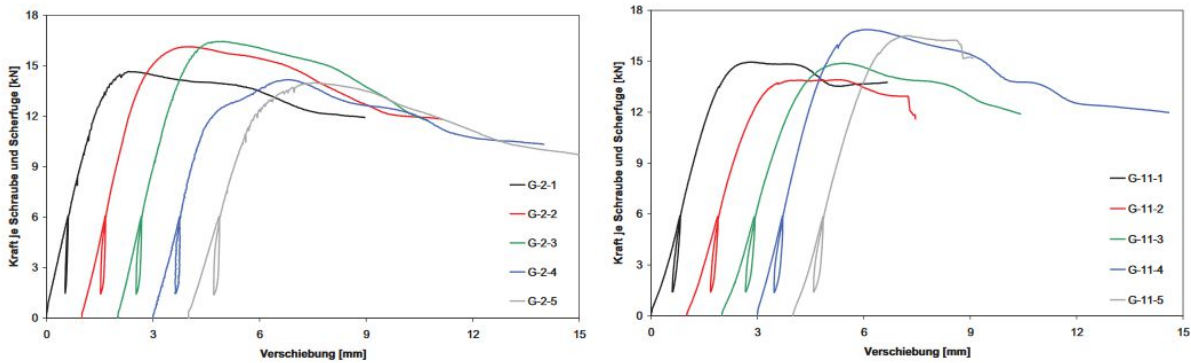 18
15
12
9
6
3
0
Kraft je Schraube und Scherfuge [kN]
G-2-1
G-2-2
G-2-3
G-2-4
G-2-5
0 3 6 9 12 15
Verschiebung [mm]
18
15
12
9
6
3
0
Kraft je Schraube und Scherfuge [kN]
G-11-1
G-11-2
G-11-3
G-11-4
G-11-5
0 3 6 9 12 15
Verschiebung [mm]